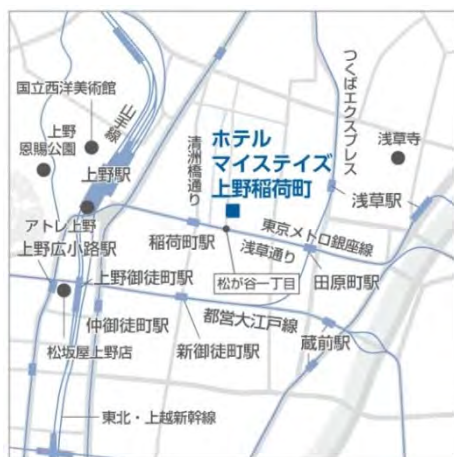 国立西洋美術館
上野
恩賜公園
山手線
上野駅
アトレ上野
上野広小路駅
上野御徒町駅
仲御徒町駅
松坂屋上野店
東北・上越新幹線
清洲橋通り
ホテル
マイステイズ
上野稲荷町
稲荷町駅
浅草通り
松が谷一丁目
東京メトロ銀座線
都営大江戸線
新御徒町駅
つくばエクスプレス
浅草寺
浅草駅
田原町駅
蔵前駅